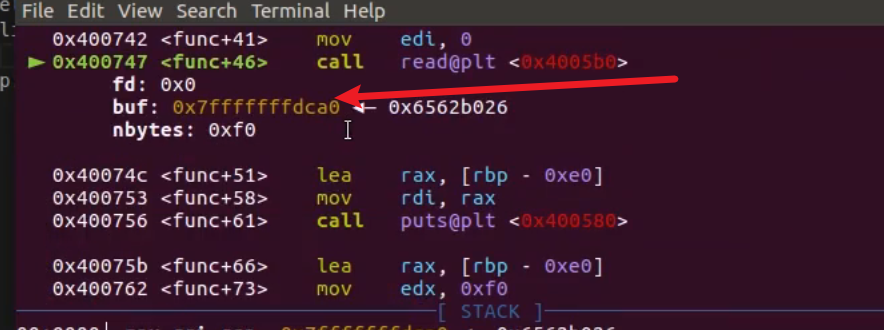 File Edit View Search Terminal Help
0x400742 <func+41> mov edi, 0
► 0x400747 <func+46> call read@plt <0x4005b0>
fd: 0x0
buf: 0x7fffffffdca0 ◂— 0x6562b026
nbytes: 0xf0
0x40074c <func+51> lea rax, [rbp - 0xe0]
0x400753 <func+58> mov rdi, rax
0x400756 <func+61> call puts@plt <0x400580>
0x40075b <func+66> lea rax, [rbp - 0xe0]
0x400762 <func+73> mov edx, 0xf0
[ STACK ]